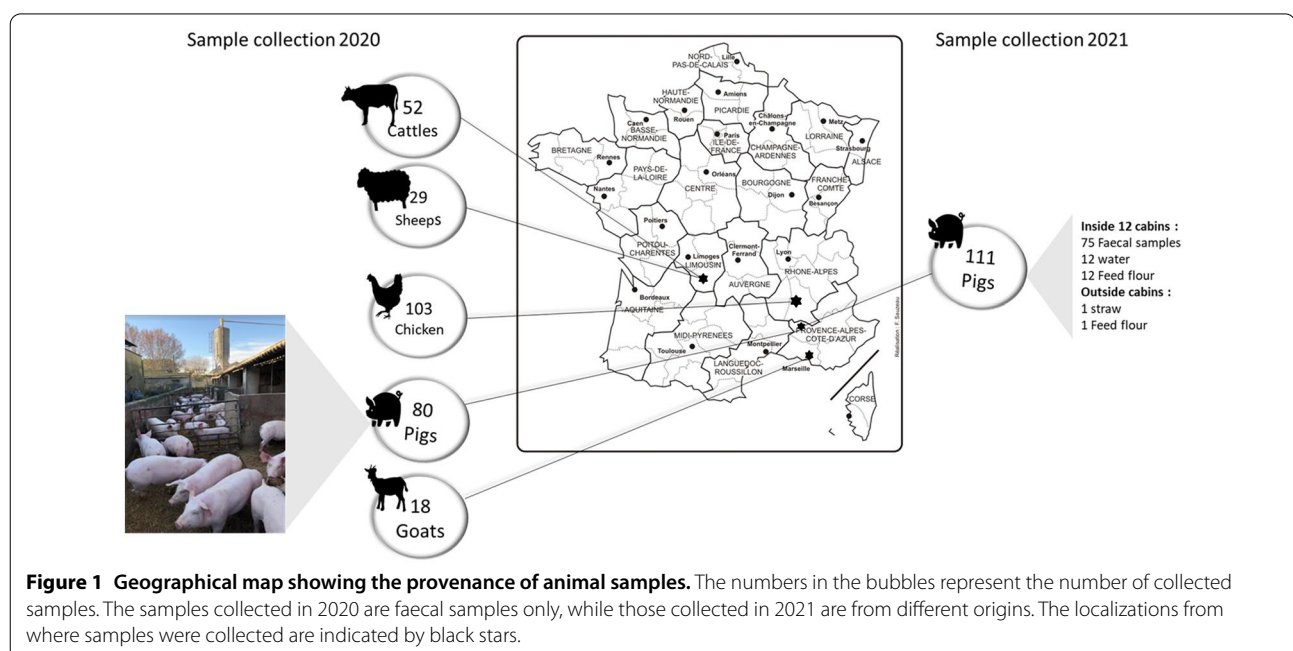 Sample collection 2020
Sample collection 2021
52
Cattles
29
Sheeps
103
Chicken
80
Pigs
18
Goats
NORD-
PAS-DE-CALAIS
Lille
HAUTE-
NORMANDIE
Rouen
Amiens
PICARDIE
Caen
BASSE-
NORMANDIE
Paris
ILE-DE-
FRANCE
Châlons-
en-Champagne
CHAMPAGNE-
ARDENNES
Metz
LORRAINE
Strasbourg
ALSACE
BRETAGNE
Rennes
PAYS-DE-
LA-LOIRE
Nantes
Orléans
CENTRE
BOURGOGNE
Dijon
FRANCHE-
COMTE
Besançon
Poitiers
POITOU-
CHARENTES
Limoges
LIMOUSIN
Clermont-
Ferrand
AUVERGNE
Lyon
RHONE-ALPES
Bordeaux
AQUITAINE
MIDI-PYRENEES
Toulouse
Montpellier
LANGUEDOC-
ROUSSILLON
PROVENCE-ALPES-
COTE-D'AZUR
Marseille
CORSE
111
Pigs
Inside 12 cabins :
75 Faecal samples
12 water
12 Feed flour
Outside cabins :
1 straw
1 Feed flour
Figure 1 Geographical map showing the provenance of animal samples. The numbers in the bubbles represent the number of collected
samples. The samples collected in 2020 are faecal samples only, while those collected in 2021 are from different origins. The localizations from
where samples were collected are indicated by black stars.